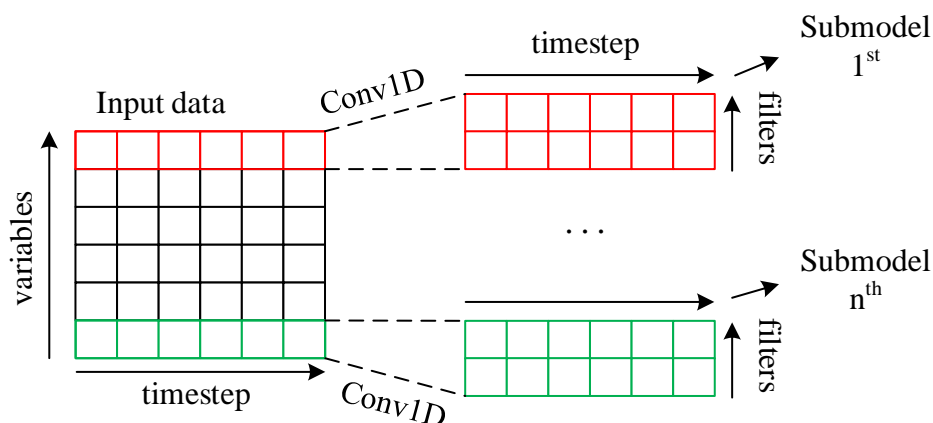 Submodel
1st
timestep
Conv1D
Input data
filters
variables
...
Submodel
nth
filters
timestep
Conv1D